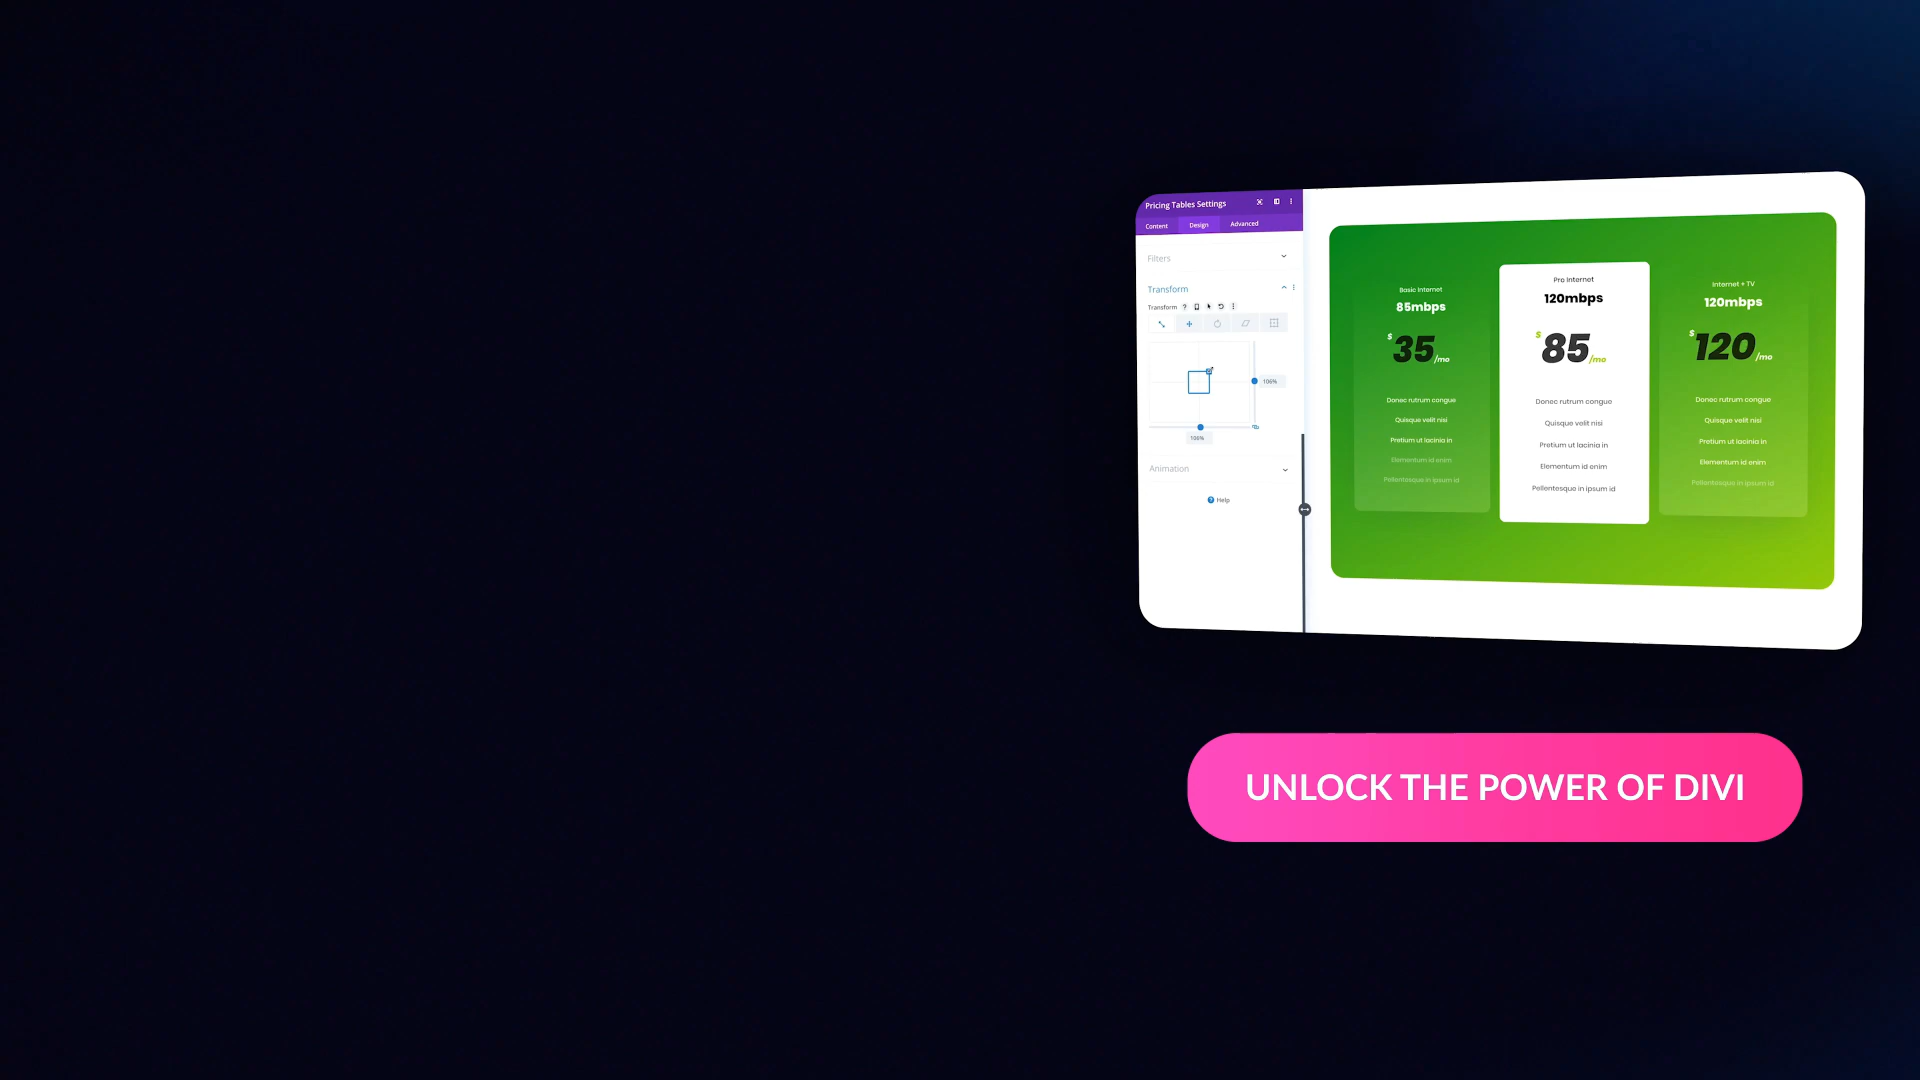 Pricing Tables Settings
Content Design Advanced
Filters
Transform
Transform ?
106%
106%
Animation
? Help
Basic Internet
85mbps
$35/mo
Donec rutrum congue
Quisque velit nisi
Pretium ut lacinia in
Elementum id enim
Pellentesque in ipsum id
Pro Internet
120mbps
$85/mo
Donec rutrum congue
Quisque velit nisi
Pretium ut lacinia in
Elementum id enim
Pellentesque in ipsum id
Internet + TV
120mbps
$120/mo
Donec rutrum congue
Quisque velit nisi
Pretium ut lacinia in
Elementum id enim
Pellentesque in ipsum id
UNLOCK THE POWER OF DIVI